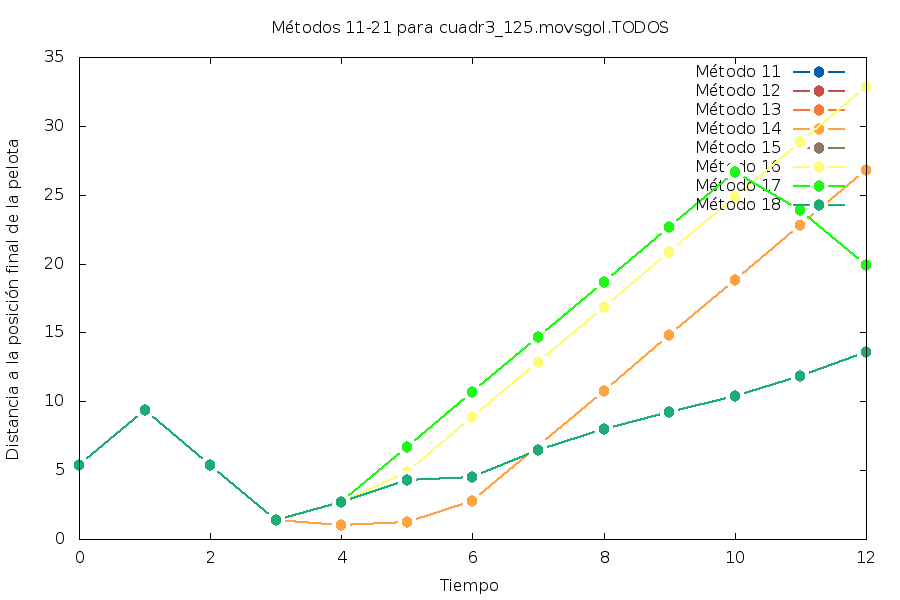 Métodos 11-21 para cuadr3_125.movsgol.TODOS
35
30
25
20
15
10
5
0
0 2 4 6 8 10 12
Distancia a la posición final de la pelota
Tiempo
Método 11
Método 12
Método 13
Método 14
Método 15
Método 16
Método 17
Método 18